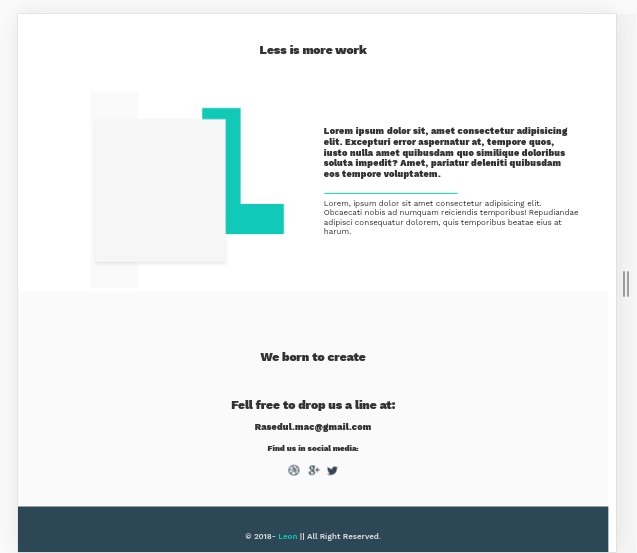 Less is more work
Lorem ipsum dolor sit, amet consectetur adipisicing
elit. Excepturi error aspernatur at, tempore quos,
iusto nulla amet quibusdam quo similique doloribus
soluta impedit? Amet, pariatur deleniti quibusdam
eos tempore voluptatem.
Lorem, ipsum dolor sit amet consectetur adipisicing elit.
Obcaecati nobis ad numquam reiciendis temporibus! Repudiandae
adipisci consequatur dolorem, quis temporibus beatae eius at
harum.
We born to create
Fell free to drop us a line at:
Rasedul.mac@gmail.com
Find us in social media:
© 2018- Leon || All Right Reserved.